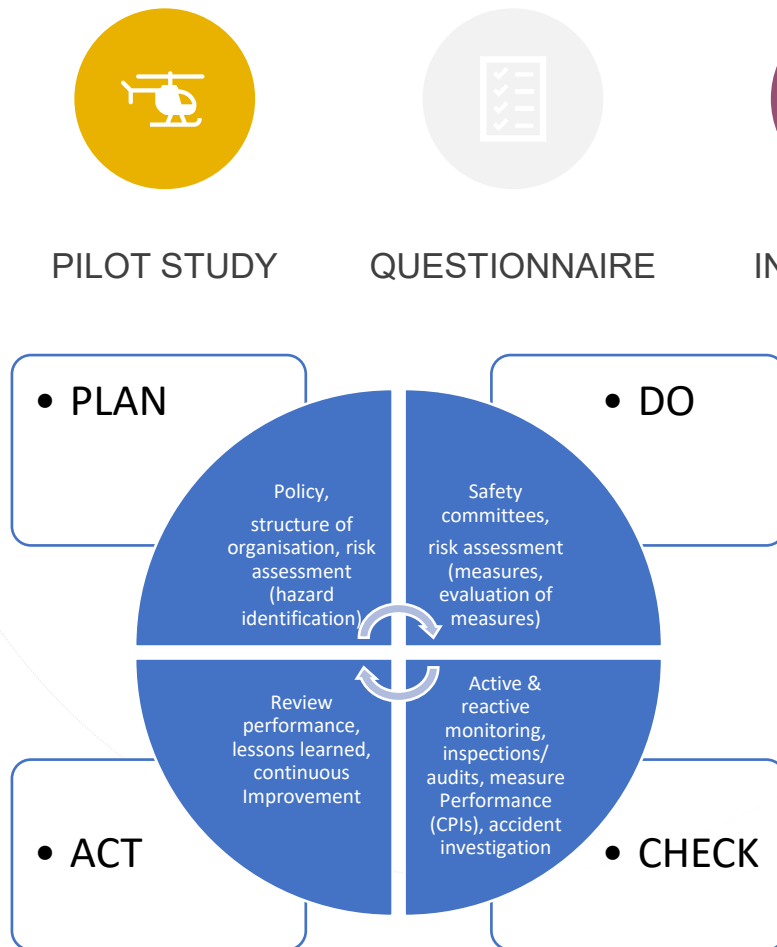 PILOT STUDY
QUESTIONNAIRE
IN
• PLAN
• DO
Policy,
structure of
organisation, risk
assessment
(hazard
identification)
Safety
committees,
risk assessment
(measures,
evaluation of
measures)
Review
performance,
lessons learned,
continuous
Improvement
Active &
reactive
monitoring,
inspections/
audits, measure
Performance
(CPIs), accident
investigation
• ACT
• CHECK